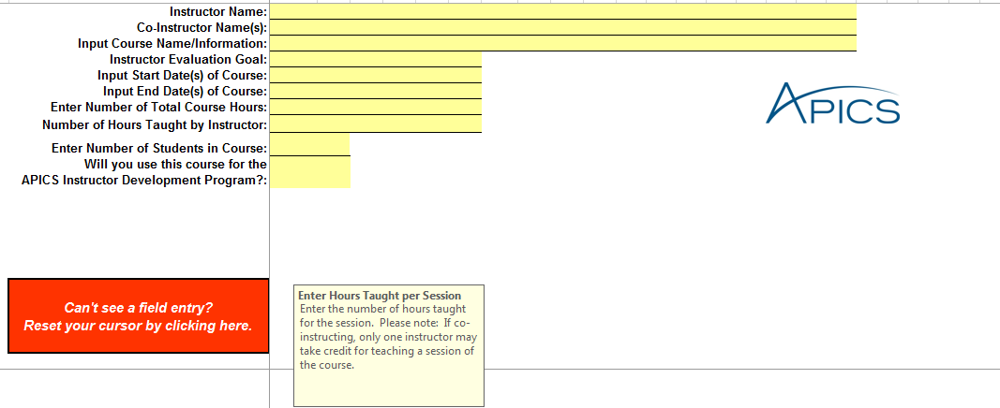 Instructor Name:
Co-Instructor Name(s):
Input Course Name/Information:
Instructor Evaluation Goal:
Input Start Date(s) of Course:
Input End Date(s) of Course:
Enter Number of Total Course Hours:
Number of Hours Taught by Instructor:
Enter Number of Students in Course:
Will you use this course for the
APICS Instructor Development Program?:
APICS
Can't see a field entry?
Reset your cursor by clicking here.
Enter Hours Taught per Session
Enter the number of hours taught
for the session. Please note: If co-
instructing, only one instructor may
take credit for teaching a session of
the course.